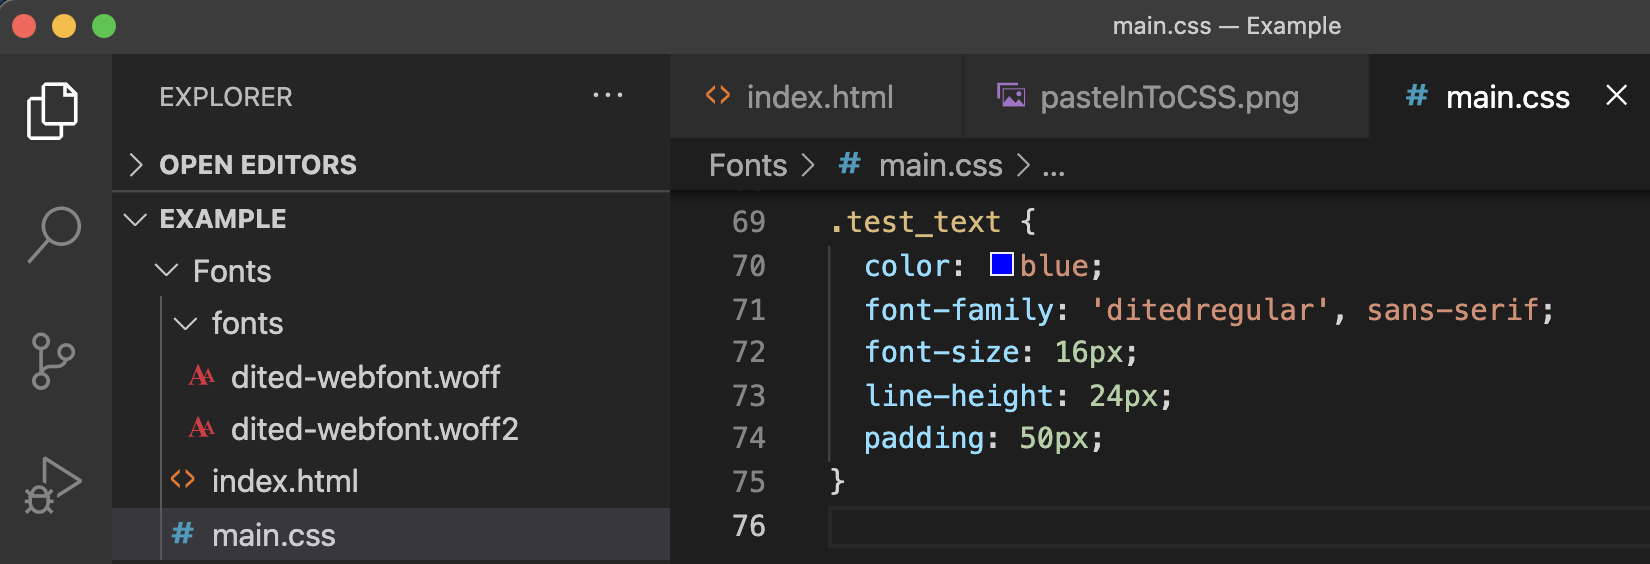 main.css — Example
EXPLORER
...
OPEN EDITORS
EXAMPLE
Fonts
fonts
dited-webfont.woff
dited-webfont.woff2
index.html
main.css
index.html
pasteInToCSS.png
# main.css
Fonts > # main.css > ...
69 .test_text {
70 color: blue;
71 font-family: 'ditedregular', sans-serif;
72 font-size: 16px;
73 line-height: 24px;
74 padding: 50px;
75 }
76